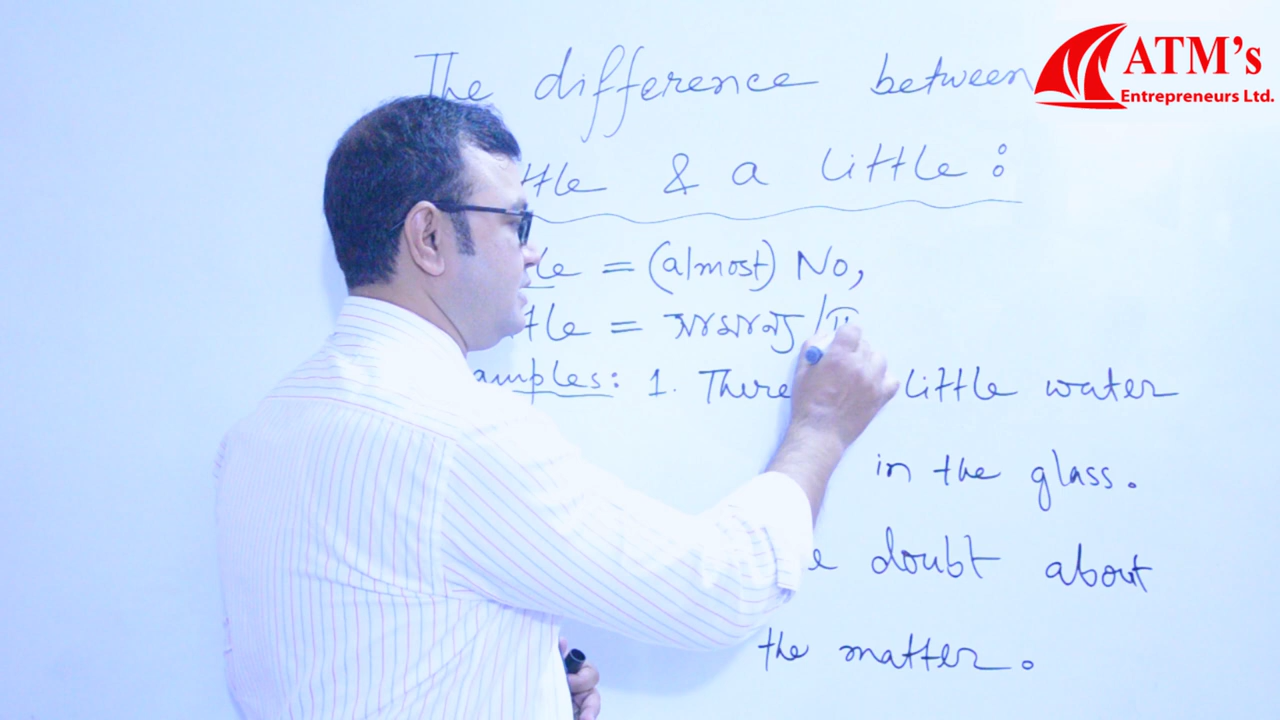 ATM's
Entrepreneurs Ltd.
The difference between
ttle & a little:
le = (almost) No,
ttle = সামান্য /
amples: 1. There little water
in the glass.
e doubt about
the matter.